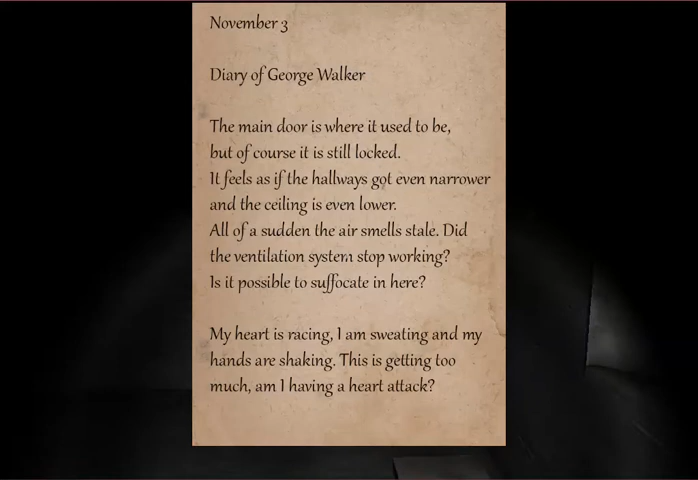 November 3
Diary of George Walker
The main door is where it used to be,
but of course it is still locked.
It feels as if the hallways got even narrower
and the ceiling is even lower.
All of a sudden the air smells stale. Did
the ventilation system stop working?
Is it possible to suffocate in here?
My heart is racing, I am sweating and my
hands are shaking. This is getting too
much, am I having a heart attack?